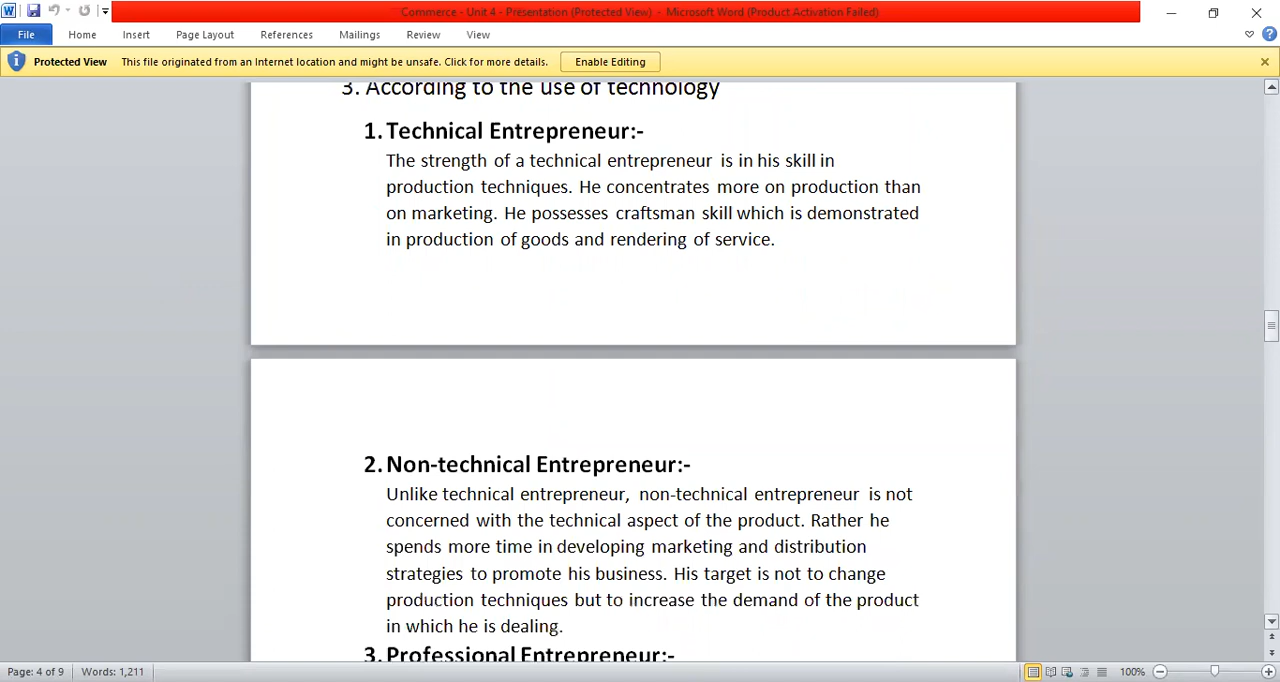 Commerce - Unit 4 - Presentation (Protected View) - Microsoft Word (Product Activation Failed)
File Home Insert Page Layout References Mailings Review View
Protected View This file originated from an Internet location and might be unsafe. Click for more details. Enable Editing
3. According to the use of technology
1. Technical Entrepreneur:-
The strength of a technical entrepreneur is in his skill in
production techniques. He concentrates more on production than
on marketing. He possesses craftsman skill which is demonstrated
in production of goods and rendering of service.
2. Non-technical Entrepreneur:-
Unlike technical entrepreneur, non-technical entrepreneur is not
concerned with the technical aspect of the product. Rather he
spends more time in developing marketing and distribution
strategies to promote his business. His target is not to change
production techniques but to increase the demand of the product
in which he is dealing.
3. Professional Entrepreneur:-
Page: 4 of 9 Words: 1,211 100%